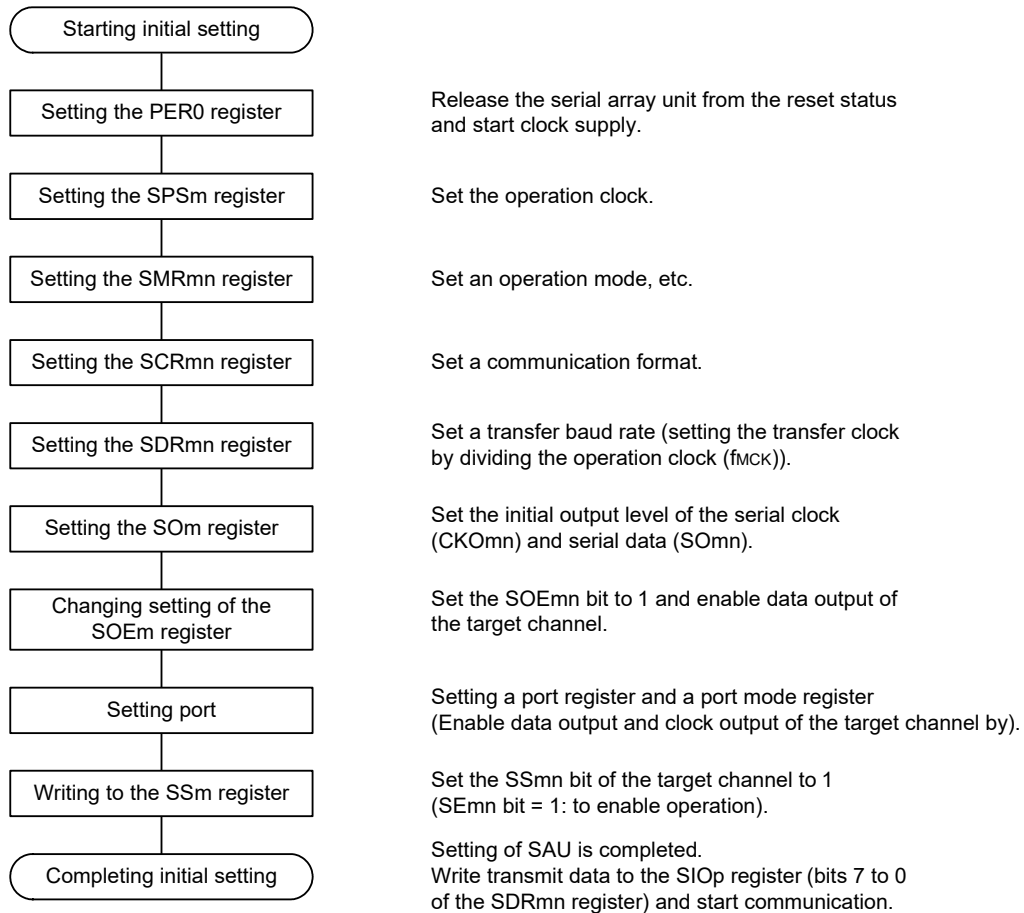 Starting initial setting
Setting the PER0 register
Release the serial array unit from the reset status
and start clock supply.
Setting the SPSm register
Set the operation clock.
Setting the SMRmn register
Set an operation mode, etc.
Setting the SCRmn register
Set a communication format.
Setting the SDRmn register
Set a transfer baud rate (setting the transfer clock
by dividing the operation clock (fMCK)).
Setting the SOm register
Set the initial output level of the serial clock
(CKOmn) and serial data (SOmn).
Changing setting of the
SOEm register
Set the SOEmn bit to 1 and enable data output of
the target channel.
Setting port
Setting a port register and a port mode register
(Enable data output and clock output of the target channel by).
Writing to the SSm register
Set the SSmn bit of the target channel to 1
(SEmn bit = 1: to enable operation).
Completing initial setting
Setting of SAU is completed.
Write transmit data to the SIOp register (bits 7 to 0
of the SDRmn register) and start communication.